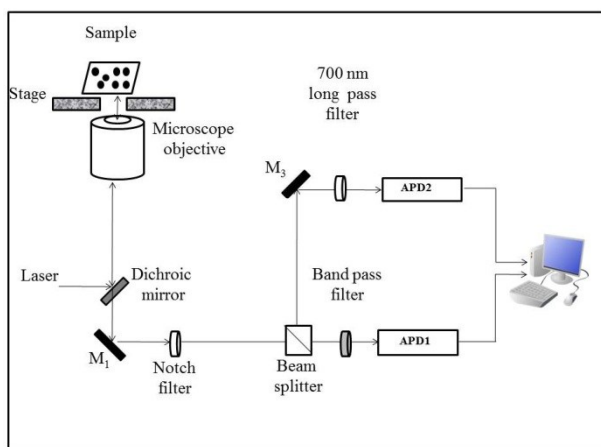 Sample
Stage
Microscope
objective
700 nm
long pass
filter
M3
APD2
Laser
Dichroic
mirror
Band pass
filter
M1
Notch
filter
Beam
splitter
APD1